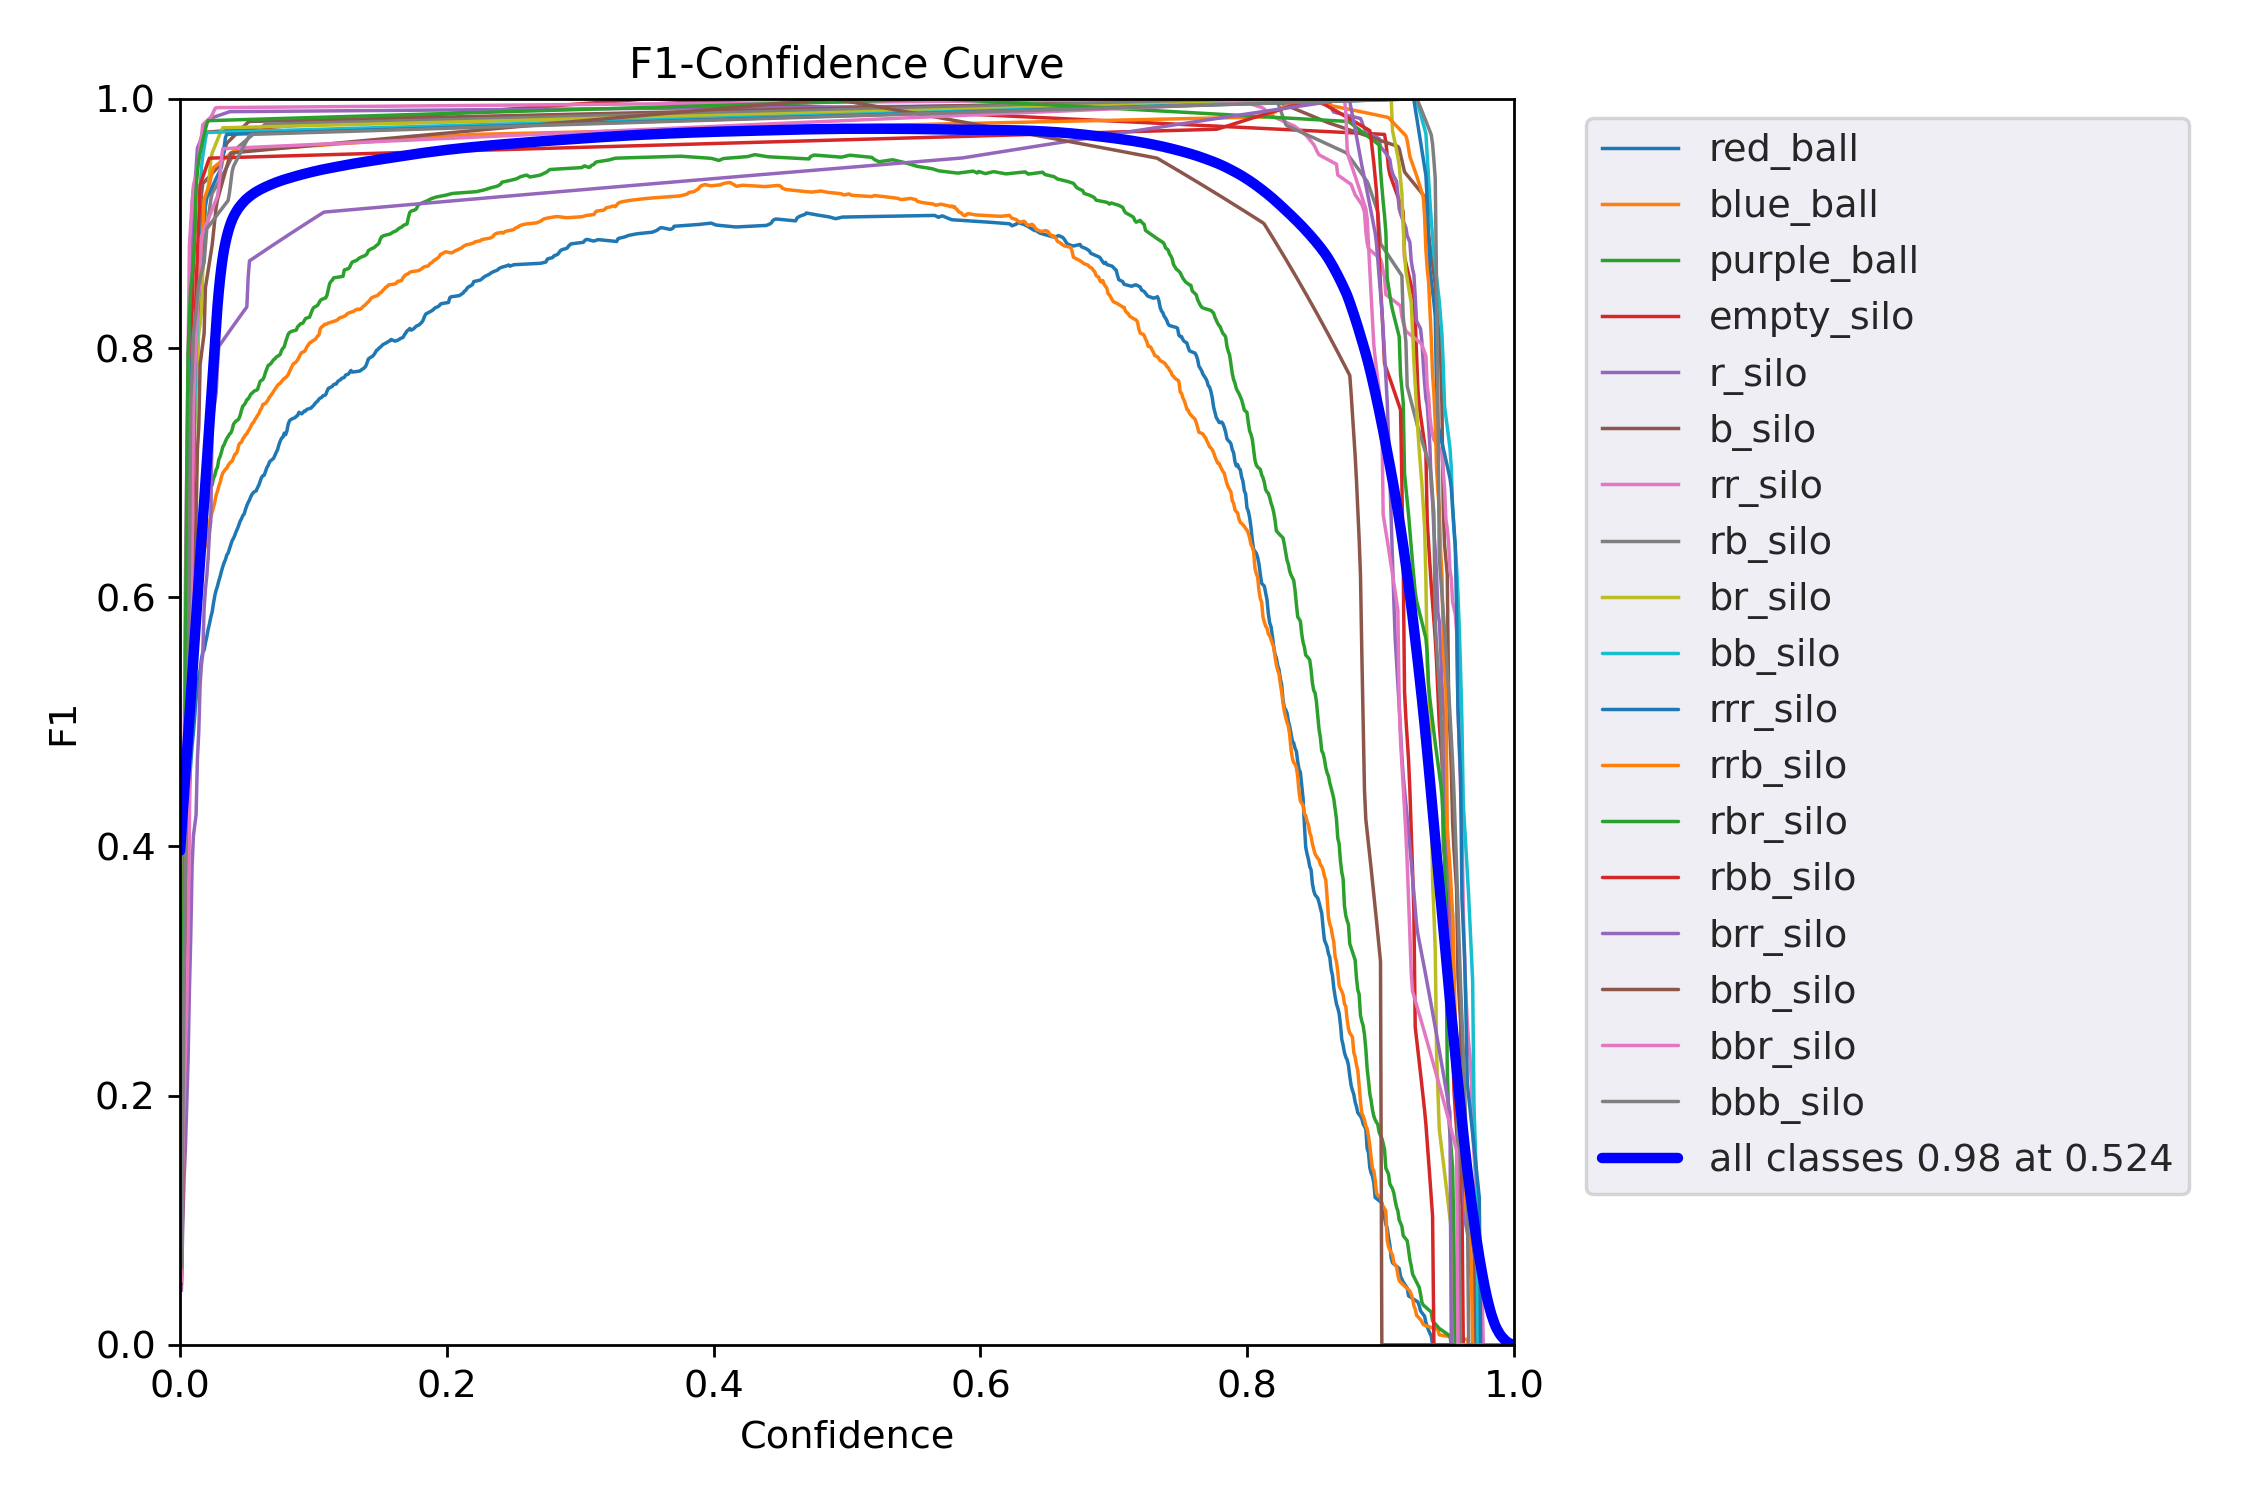 F1-Confidence Curve
1.0
0.8
0.6
0.4
0.2
0.0
F1
0.0 0.2 0.4 0.6 0.8 1.0
Confidence
red_ball
blue_ball
purple_ball
empty_silo
r_silo
b_silo
rr_silo
rb_silo
br_silo
bb_silo
rrr_silo
rrb_silo
rbr_silo
rbb_silo
brr_silo
brb_silo
bbr_silo
bbb_silo
all classes 0.98 at 0.524